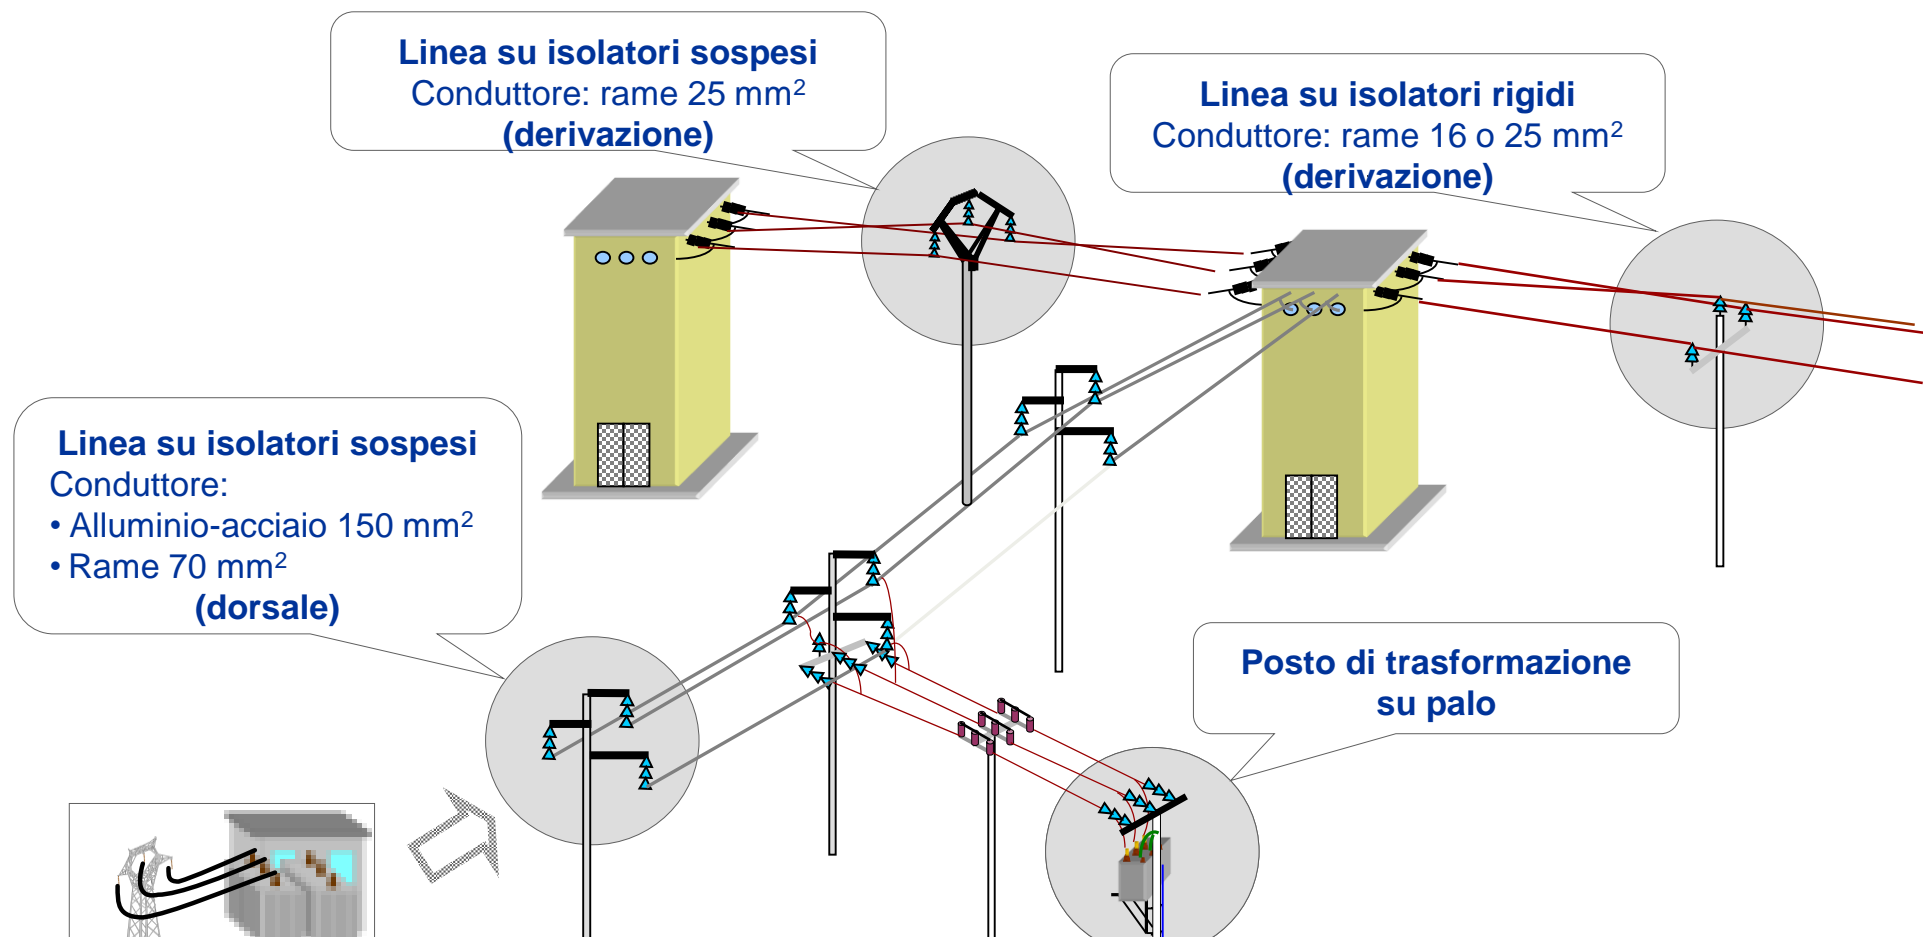 Linea su isolatori sospesi
Conduttore: rame 25 mm²
(derivazione)
Linea su isolatori rigidi
Conduttore: rame 16 o 25 mm²
(derivazione)
Linea su isolatori sospesi
Conduttore:
• Alluminio-acciaio 150 mm²
• Rame 70 mm²
(dorsale)
Posto di trasformazione
su palo